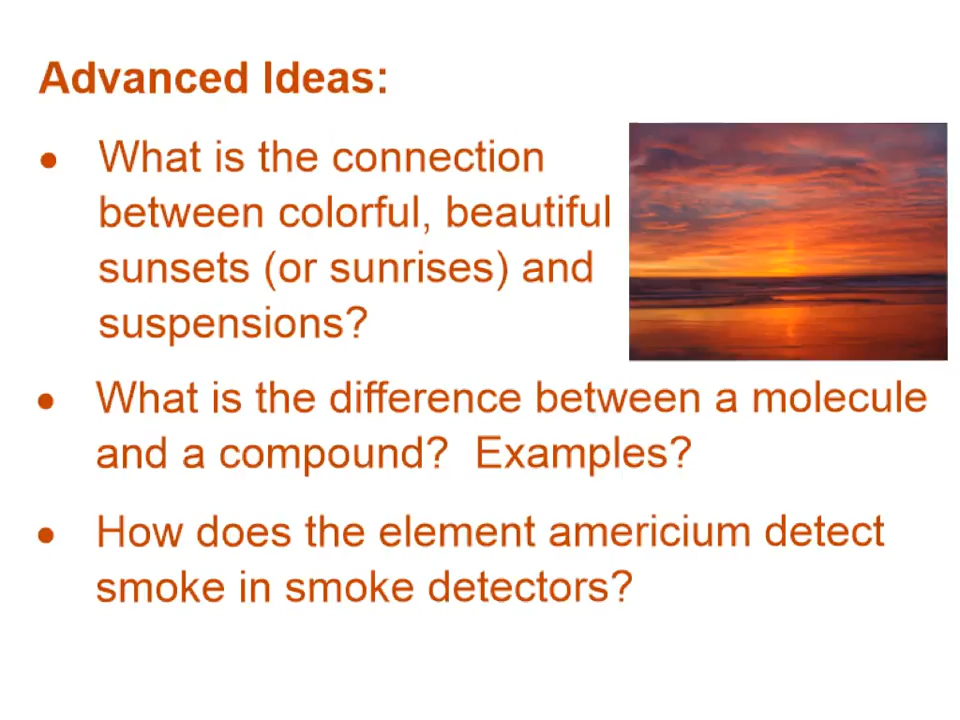 Advanced Ideas:
• What is the connection
between colorful, beautiful
sunsets (or sunrises) and
suspensions?
• What is the difference between a molecule
and a compound?  Examples?
• How does the element americium detect
smoke in smoke detectors?